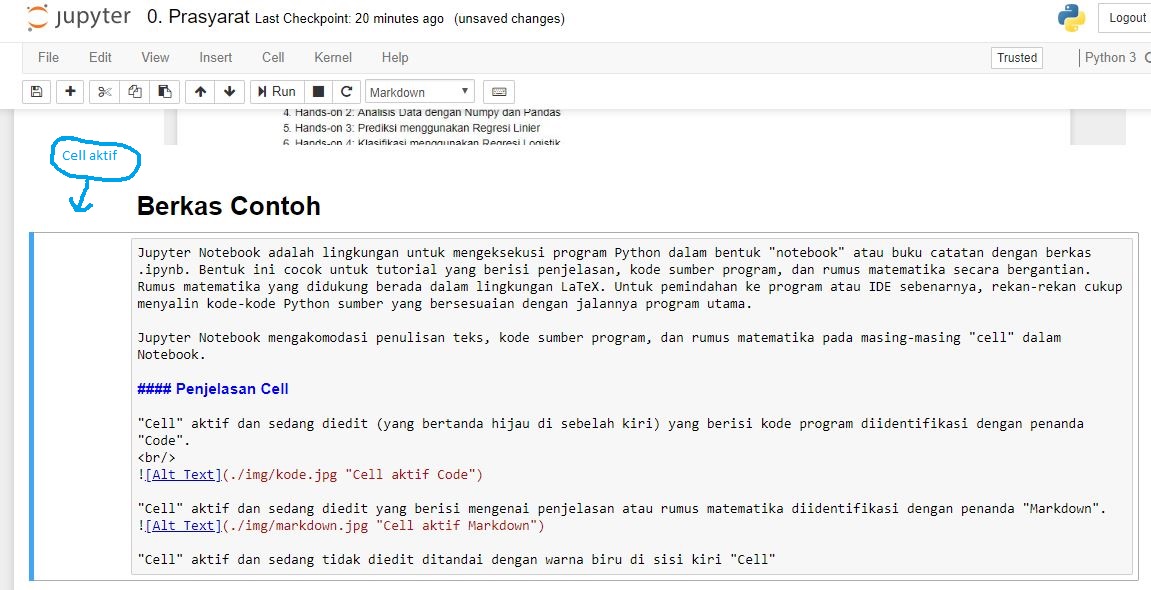 jupyter 0. Prasyarat Last Checkpoint: 20 minutes ago (unsaved changes)
Logout
File Edit View Insert Cell Kernel Help
Trusted
Python 3
Run
Markdown
4. Hands-on 2: Analisis Data dengan Numpy dan Pandas
5. Hands-on 3: Prediksi menggunakan Regresi Linier
6. Hands-on 4: Klasifikasi menggunakan Regresi Logistik
Cell aktif
Berkas Contoh
Jupyter Notebook adalah lingkungan untuk mengeksekusi program Python dalam bentuk "notebook" atau buku catatan dengan berkas
.ipynb. Bentuk ini cocok untuk tutorial yang berisi penjelasan, kode sumber program, dan rumus matematika secara bergantian.
Rumus matematika yang didukung berada dalam lingkungan LaTeX. Untuk pemindahan ke program atau IDE sebenarnya, rekan-rekan cukup
menyalin kode-kode Python sumber yang bersesuaian dengan jalannya program utama.
Jupyter Notebook mengakomodasi penulisan teks, kode sumber program, dan rumus matematika pada masing-masing "cell" dalam
Notebook.
#### Penjelasan Cell
"Cell" aktif dan sedang diedit (yang bertanda hijau di sebelah kiri) yang berisi kode program diidentifikasi dengan penanda
"Code".
<br/>
![Alt Text](./img/kode.jpg "Cell aktif Code")
"Cell" aktif dan sedang diedit yang berisi mengenai penjelasan atau rumus matematika diidentifikasi dengan penanda "Markdown".
![Alt Text](./img/markdown.jpg "Cell aktif Markdown")
"Cell" aktif dan sedang tidak diedit ditandai dengan warna biru di sisi kiri "Cell"